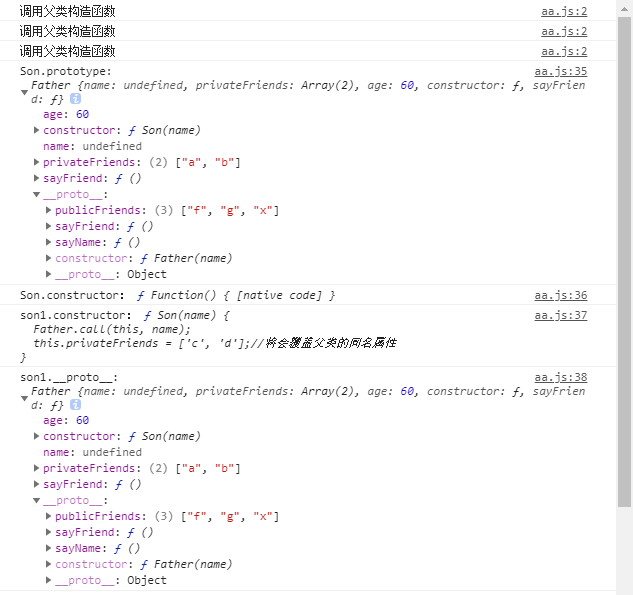 调用父类构造函数 aa.js:2
调用父类构造函数 aa.js:2
调用父类构造函数 aa.js:2
Son.prototype: aa.js:35
Father {name: undefined, privateFriends: Array(2), age: 60, constructor: ƒ, sayFrien
d: ƒ} i
age: 60
constructor: ƒ Son(name)
name: undefined
privateFriends: (2) ["a", "b"]
sayFriend: ƒ ()
__proto__:
publicFriends: (3) ["f", "g", "x"]
sayFriend: ƒ ()
sayName: ƒ ()
constructor: ƒ Father(name)
__proto__: Object
Son.constructor: ƒ Function() { [native code] } aa.js:36
son1.constructor: ƒ Son(name) { aa.js:37
Father.call(this, name);
this.privateFriends = ['c', 'd'];//将会覆盖父类的同名属性
}
son1.__proto__: aa.js:38
Father {name: undefined, privateFriends: Array(2), age: 60, constructor: ƒ, sayFrien
d: ƒ} i
age: 60
constructor: ƒ Son(name)
name: undefined
privateFriends: (2) ["a", "b"]
sayFriend: ƒ ()
__proto__:
publicFriends: (3) ["f", "g", "x"]
sayFriend: ƒ ()
sayName: ƒ ()
constructor: ƒ Father(name)
__proto__: Object